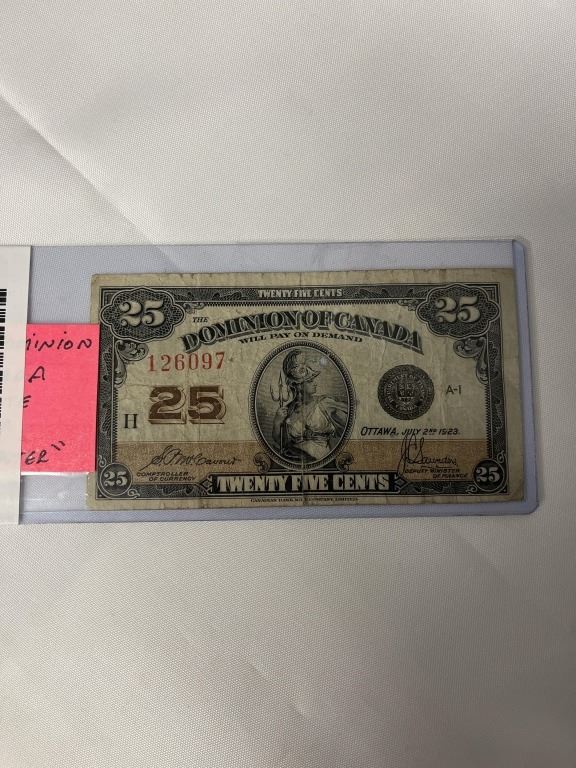 TWENTY FIVE CENTS
25 25
THE
DOMINION OF CANADA
WILL PAY ON DEMAND
126097
H 25
A-1
OTTAWA, JULY 2ND 1923.
COMPTROLLER
OF CURRENCY
DEPUTY MINISTER
OF FINANCE
25 TWENTY FIVE CENTS 25
INION
A
TER"